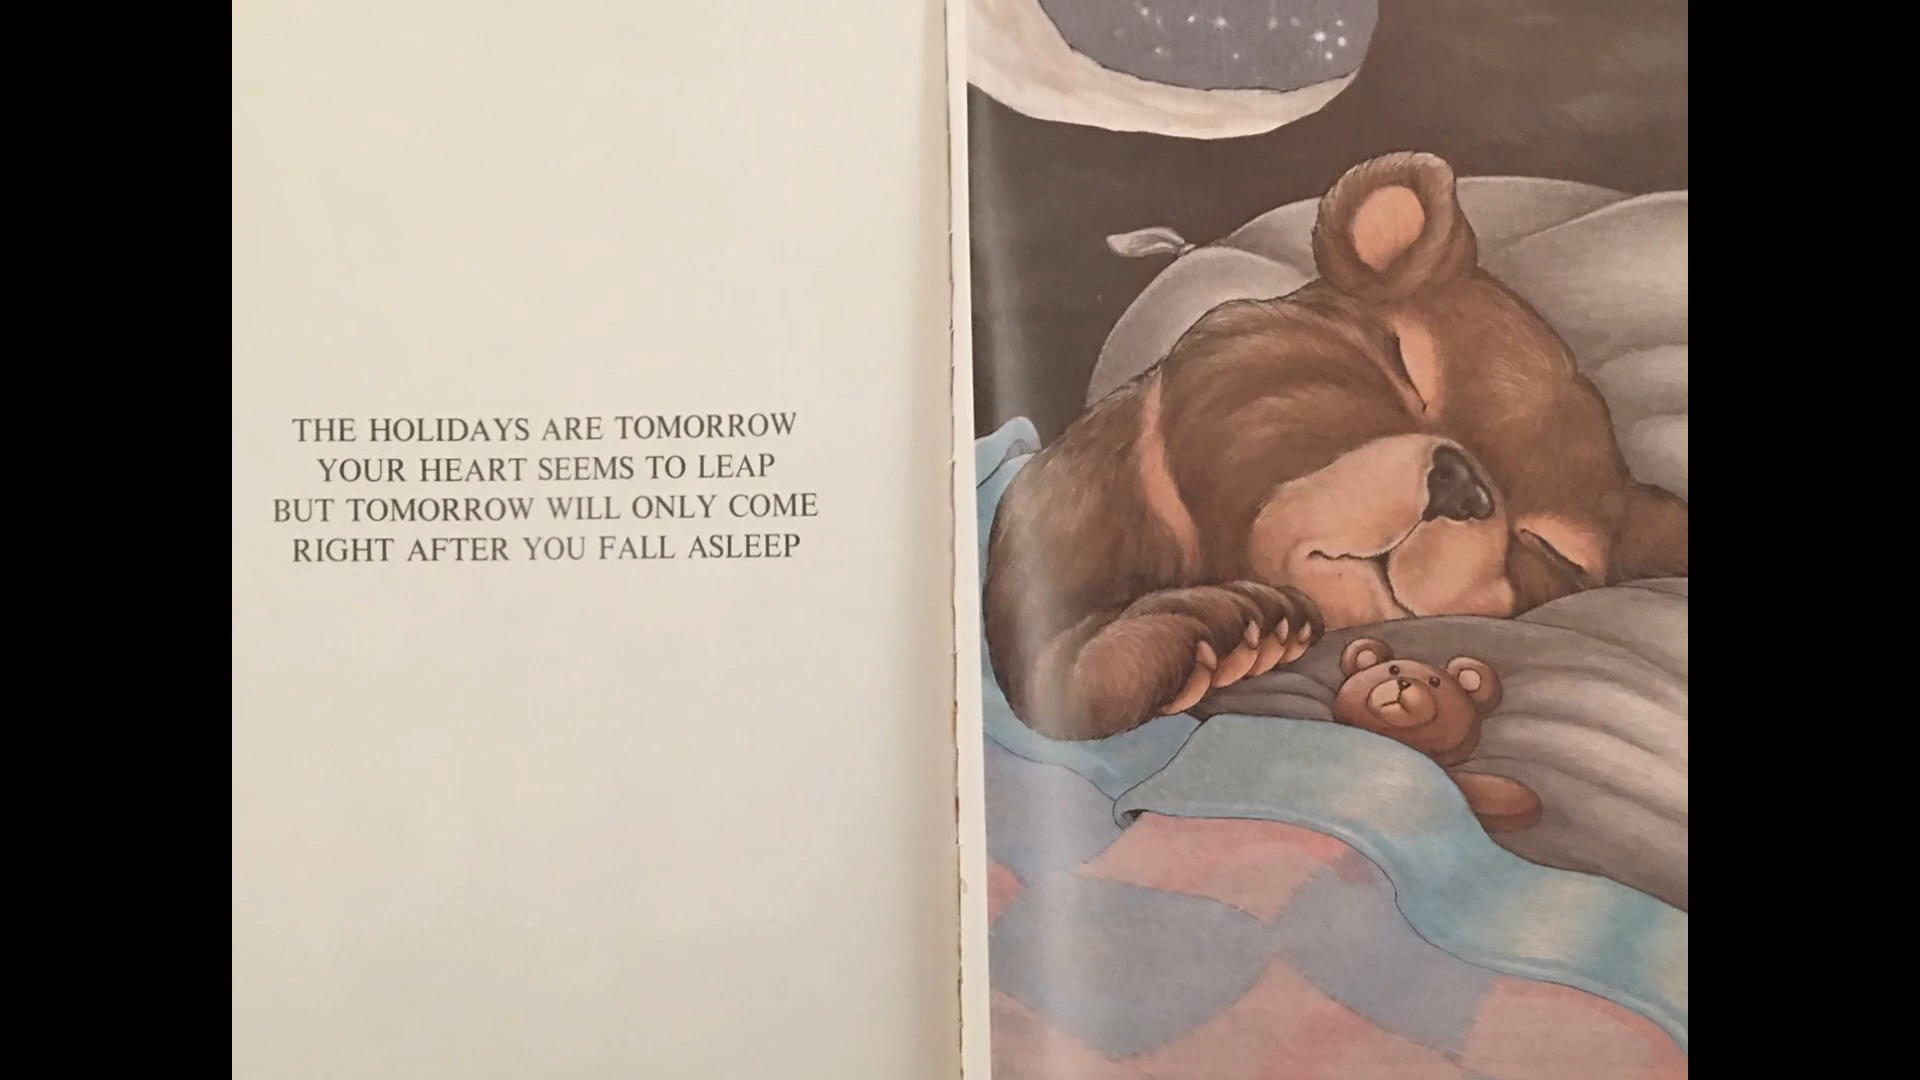 THE HOLIDAYS ARE TOMORROW
YOUR HEART SEEMS TO LEAP
BUT TOMORROW WILL ONLY COME
RIGHT AFTER YOU FALL ASLEEP